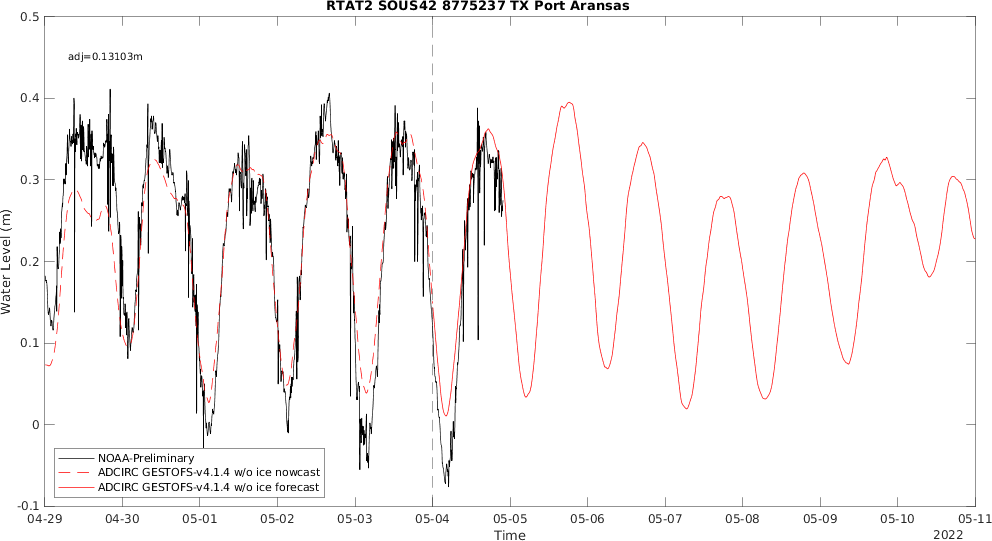 RTAT2 SOUS42 8775237 TX Port Aransas
adj=0.13103m
0.5
0.4
0.3
0.2
0.1
0
-0.1
Water Level (m)
NOAA-Preliminary
ADCIRC GESTOFS-v4.1.4 w/o ice nowcast
ADCIRC GESTOFS-v4.1.4 w/o ice forecast
04-29 04-30 05-01 05-02 05-03 05-04 05-05 05-06 05-07 05-08 05-09 05-10 05-11
Time
2022